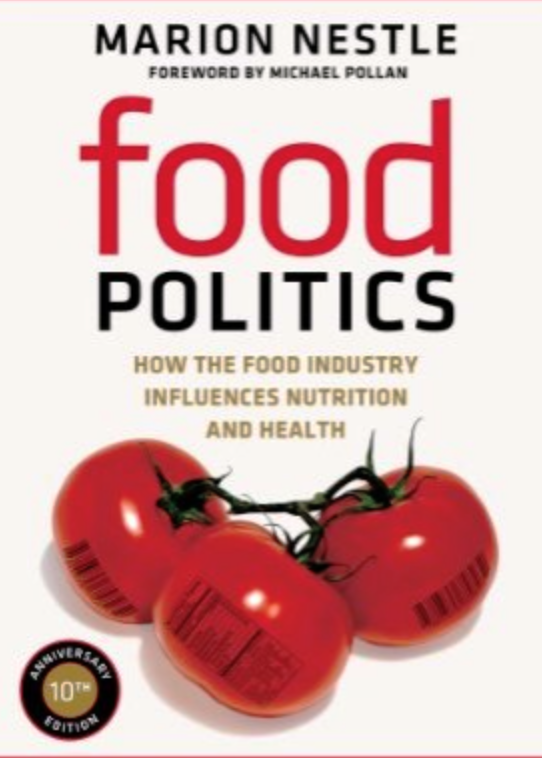 MARION NESTLE
FOREWORD BY MICHAEL POLLAN
food
POLITICS
HOW THE FOOD INDUSTRY
INFLUENCES NUTRITION
AND HEALTH
ANNIVERSARY
10TH
EDITION